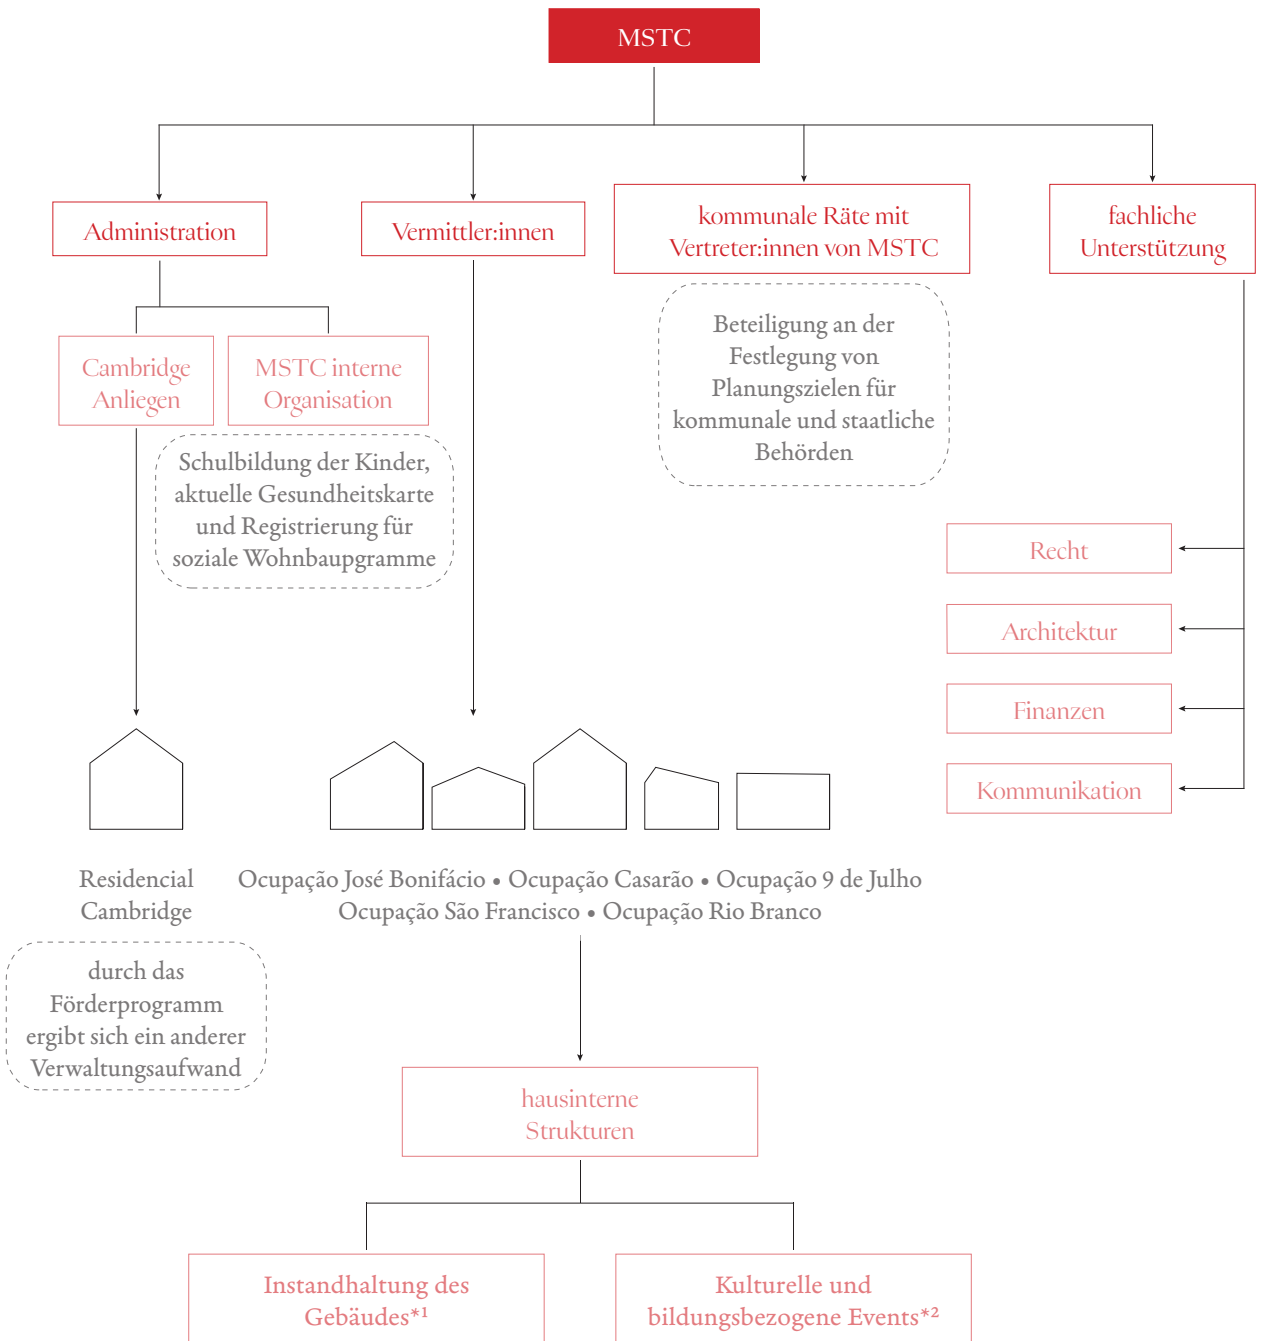 MSTC
Administration
Vermittler:innen
kommunale Räte mit
Vertreter:innen von MSTC
fachliche
Unterstützung
Cambridge
Anliegen
MSTC interne
Organisation
Schulbildung der Kinder,
aktuelle Gesundheitskarte
und Registrierung für
soziale Wohnbaupgramme
Beteiligung an der
Festlegung von
Planungszielen für
kommunale und staatliche
Behörden
Recht
Architektur
Finanzen
Kommunikation
Residencial
Cambridge
Ocupação José Bonifácio • Ocupação Casarão • Ocupação 9 de Julho
Ocupação São Francisco • Ocupação Rio Branco
durch das
Förderprogramm
ergibt sich ein anderer
Verwaltungsaufwand
hausinterne
Strukturen
Instandhaltung des
Gebäudes*¹
Kulturelle und
bildungsbezogene Events*²